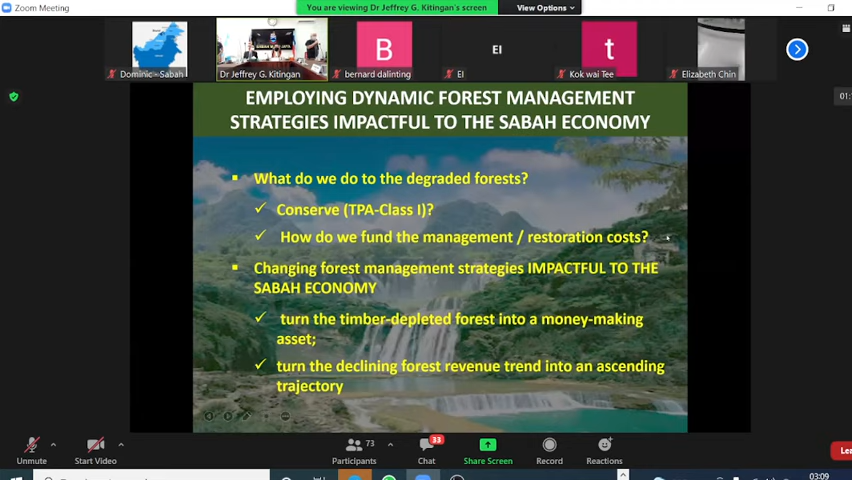 Zoom Meeting
You are viewing Dr Jeffrey G. Kitingan's screen
View Options
B
EI
t
Dominic - Sabah
Dr Jeffrey G. Kitingan
bernard dalinting
EI
Kok wai Tee
Elizabeth Chin
EMPLOYING DYNAMIC FOREST MANAGEMENT
STRATEGIES IMPACTFUL TO THE SABAH ECONOMY
What do we do to the degraded forests?
Conserve (TPA-Class I)?
How do we fund the management / restoration costs?
Changing forest management strategies IMPACTFUL TO THE
SABAH ECONOMY
turn the timber-depleted forest into a money-making
asset;
turn the declining forest revenue trend into an ascending
trajectory
Unmute
Start Video
73
Participants
33
Chat
Share Screen
Record
Reactions
03:09